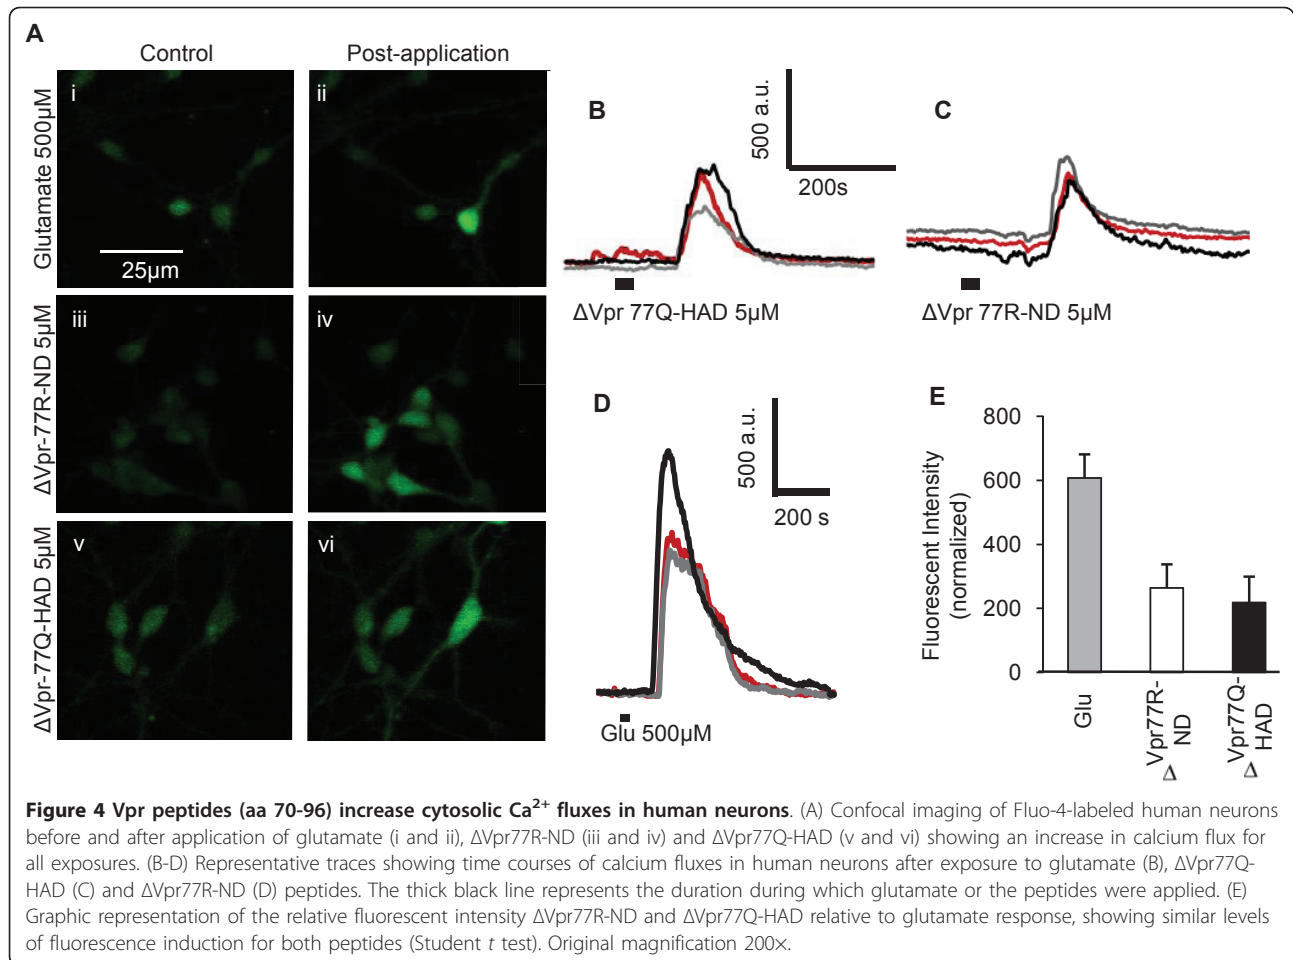 A
Control
Post-application
Glutamate 500µM
i
ii
25µm
ΔVpr-77R-ND 5µM
iii
iv
ΔVpr-77Q-HAD 5µM
v
vi
B
500 a.u.
200s
ΔVpr 77Q-HAD 5µM
C
ΔVpr 77R-ND 5µM
D
500 a.u.
200 s
Glu 500µM
E
Fluorescent Intensity
(normalized)
800
600
400
200
0
Glu
Δ Vpr77R-
ND
Δ Vpr77Q-
HAD
Figure 4 Vpr peptides (aa 70-96) increase cytosolic Ca²⁺ fluxes in human neurons. (A) Confocal imaging of Fluo-4-labeled human neurons
before and after application of glutamate (i and ii), ΔVpr77R-ND (iii and iv) and ΔVpr77Q-HAD (v and vi) showing an increase in calcium flux for
all exposures. (B-D) Representative traces showing time courses of calcium fluxes in human neurons after exposure to glutamate (B), ΔVpr77Q-
HAD (C) and ΔVpr77R-ND (D) peptides. The thick black line represents the duration during which glutamate or the peptides were applied. (E)
Graphic representation of the relative fluorescent intensity ΔVpr77R-ND and ΔVpr77Q-HAD relative to glutamate response, showing similar levels
of fluorescence induction for both peptides (Student t test). Original magnification 200×.